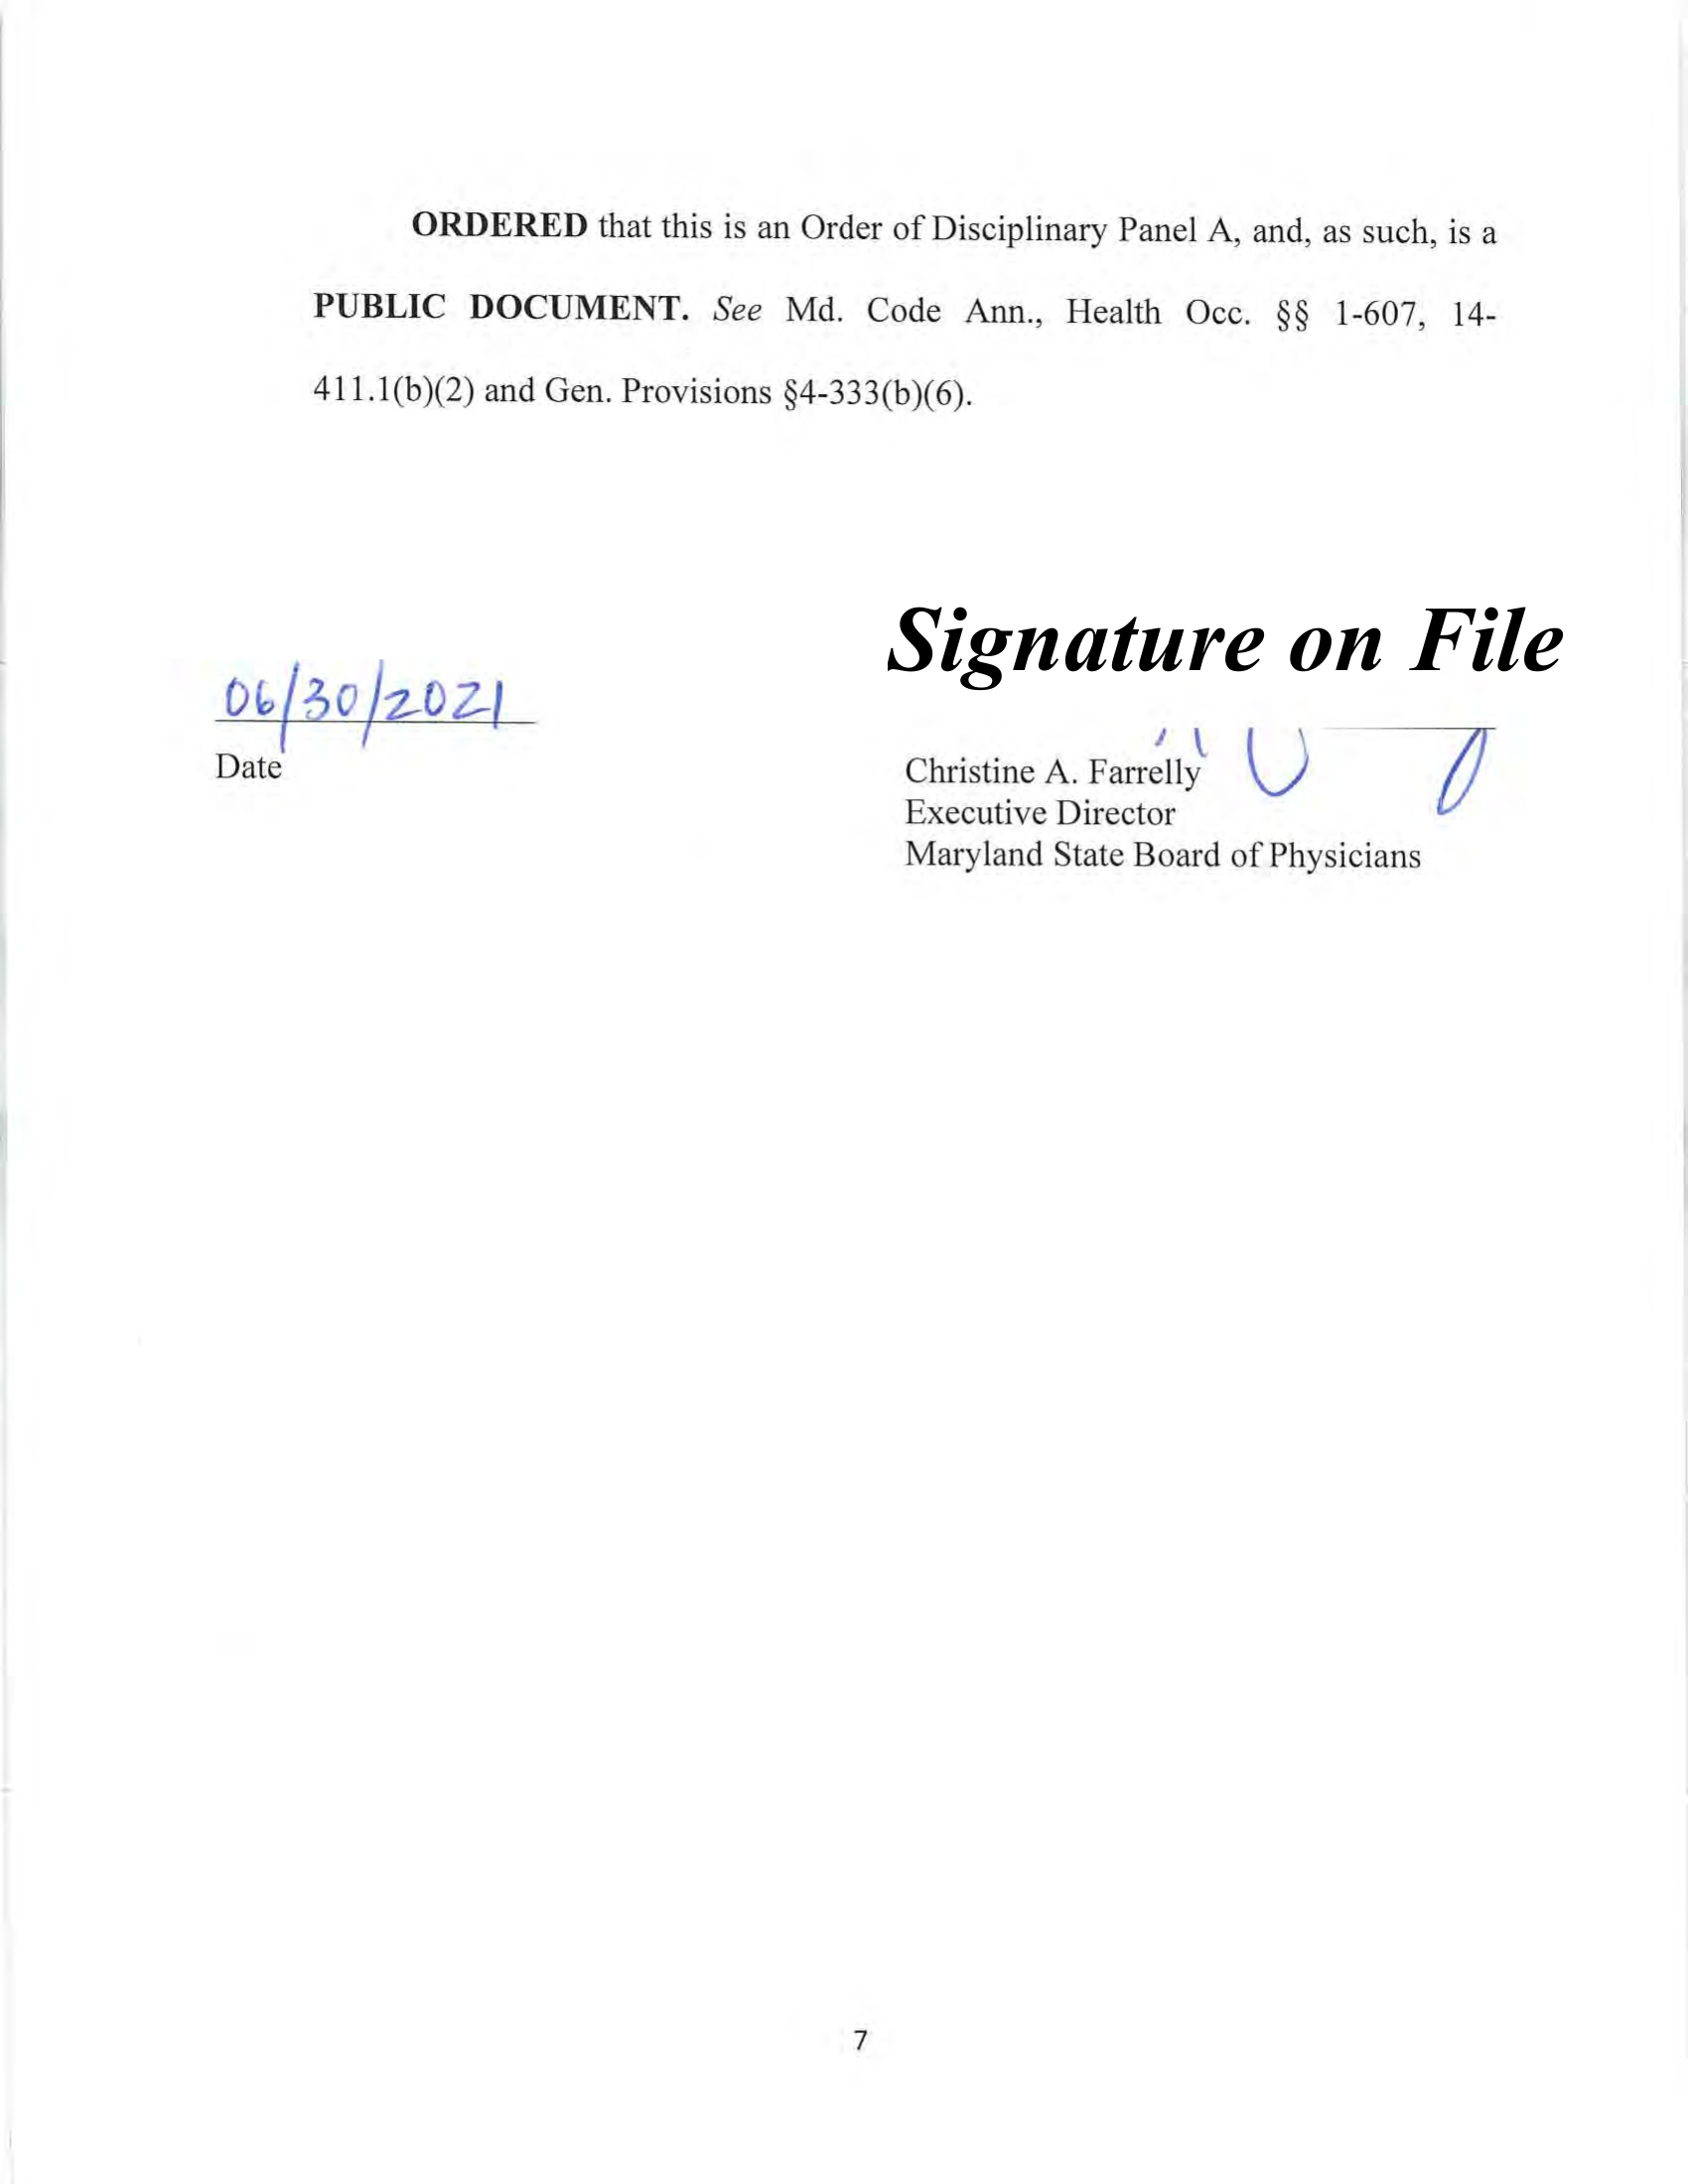 ORDERED that this is an Order of Disciplinary Panel A, and, as such, is a
PUBLIC DOCUMENT. See Md. Code Ann., Health Occ. §§ 1-607, 14-
411.1(b)(2) and Gen. Provisions §4-333(b)(6).
Signature on File
06/30/2021
Date
Christine A. Farrelly
Executive Director
Maryland State Board of Physicians
7